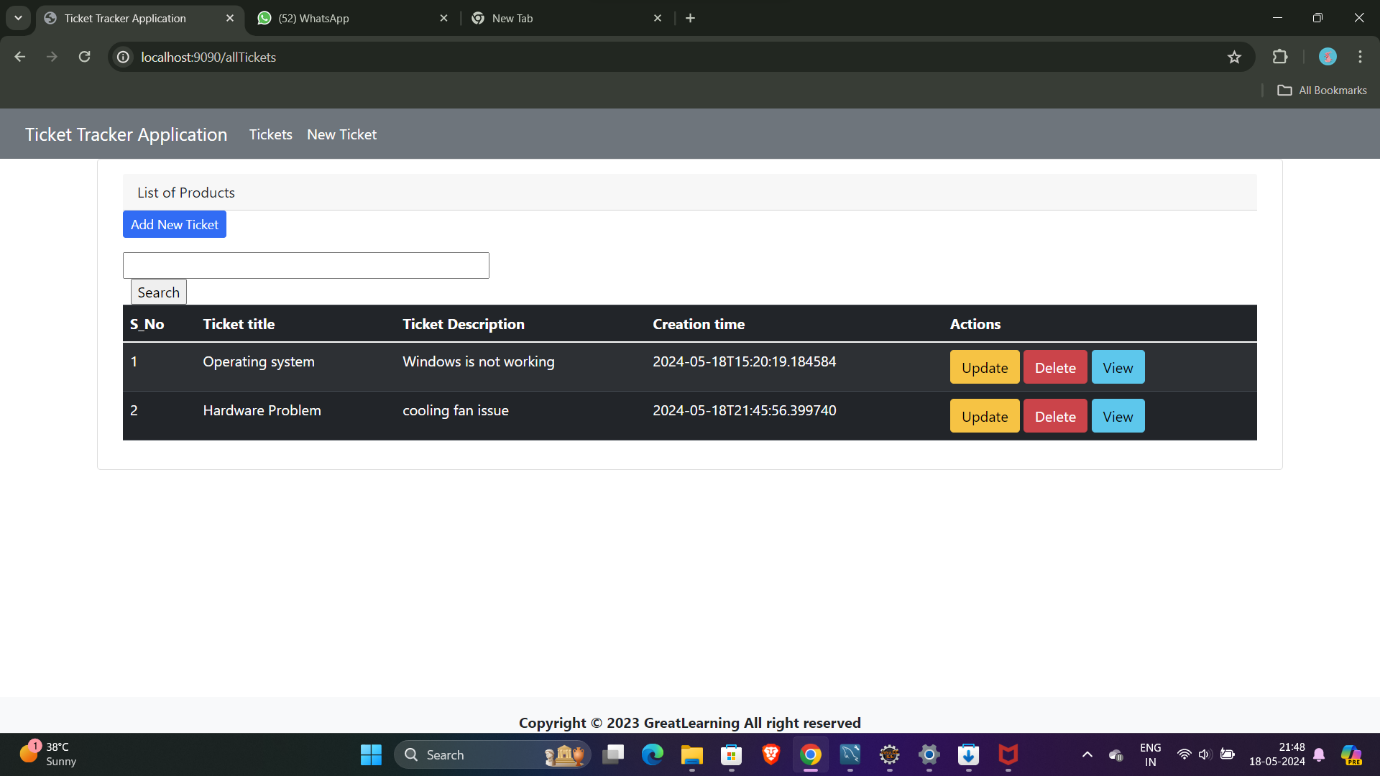 Ticket Tracker Application
(52) WhatsApp
New Tab
localhost:9090/allTickets
All Bookmarks
Ticket Tracker Application Tickets New Ticket
List of Products
Add New Ticket
Search
S_No Ticket title Ticket Description Creation time Actions
1 Operating system Windows is not working 2024-05-18T15:20:19.184584 Update Delete View
2 Hardware Problem cooling fan issue 2024-05-18T21:45:56.399740 Update Delete View
Copyright © 2023 GreatLearning All right reserved
1
38°C
Sunny
Search
ENG
IN
21:48
18-05-2024
PRE